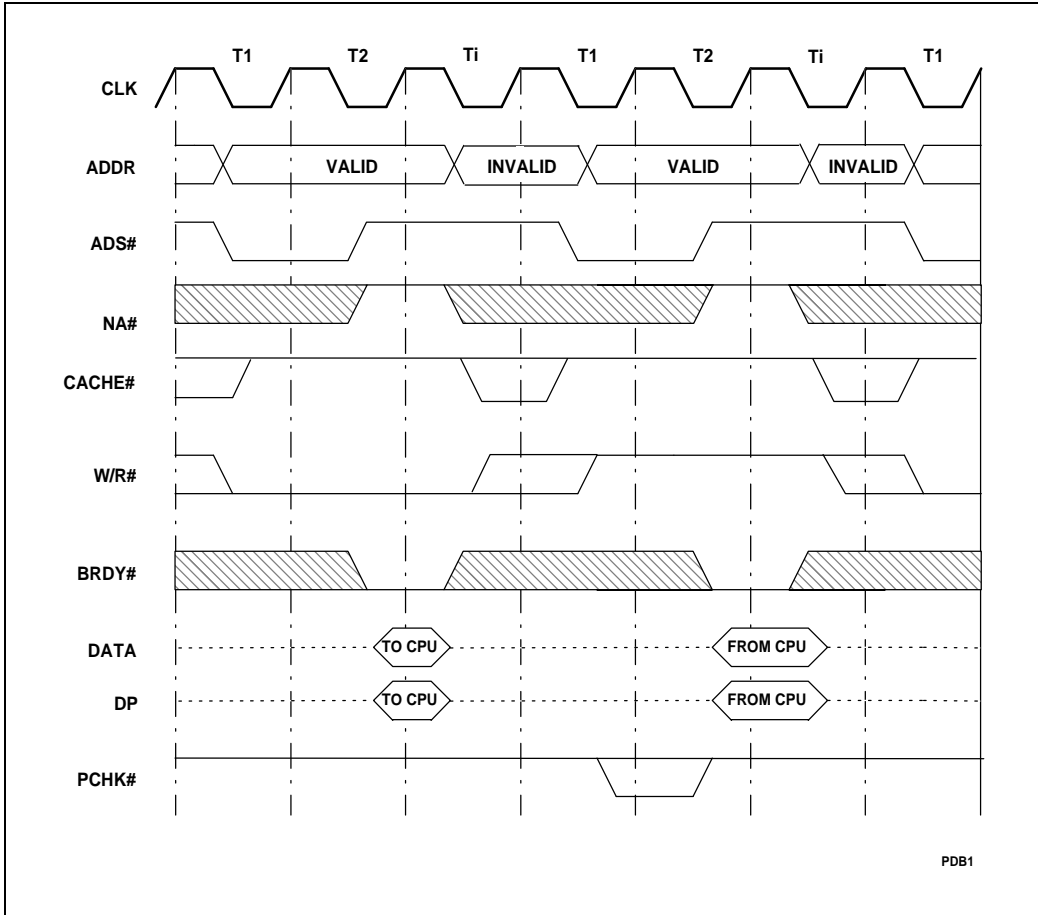 T1 T2 Ti T1 T2 Ti T1
CLK
ADDR VALID INVALID VALID INVALID
ADS#
NA#
CACHE#
W/R#
BRDY#
DATA TO CPU FROM CPU
DP TO CPU FROM CPU
PCHK#
PDB1